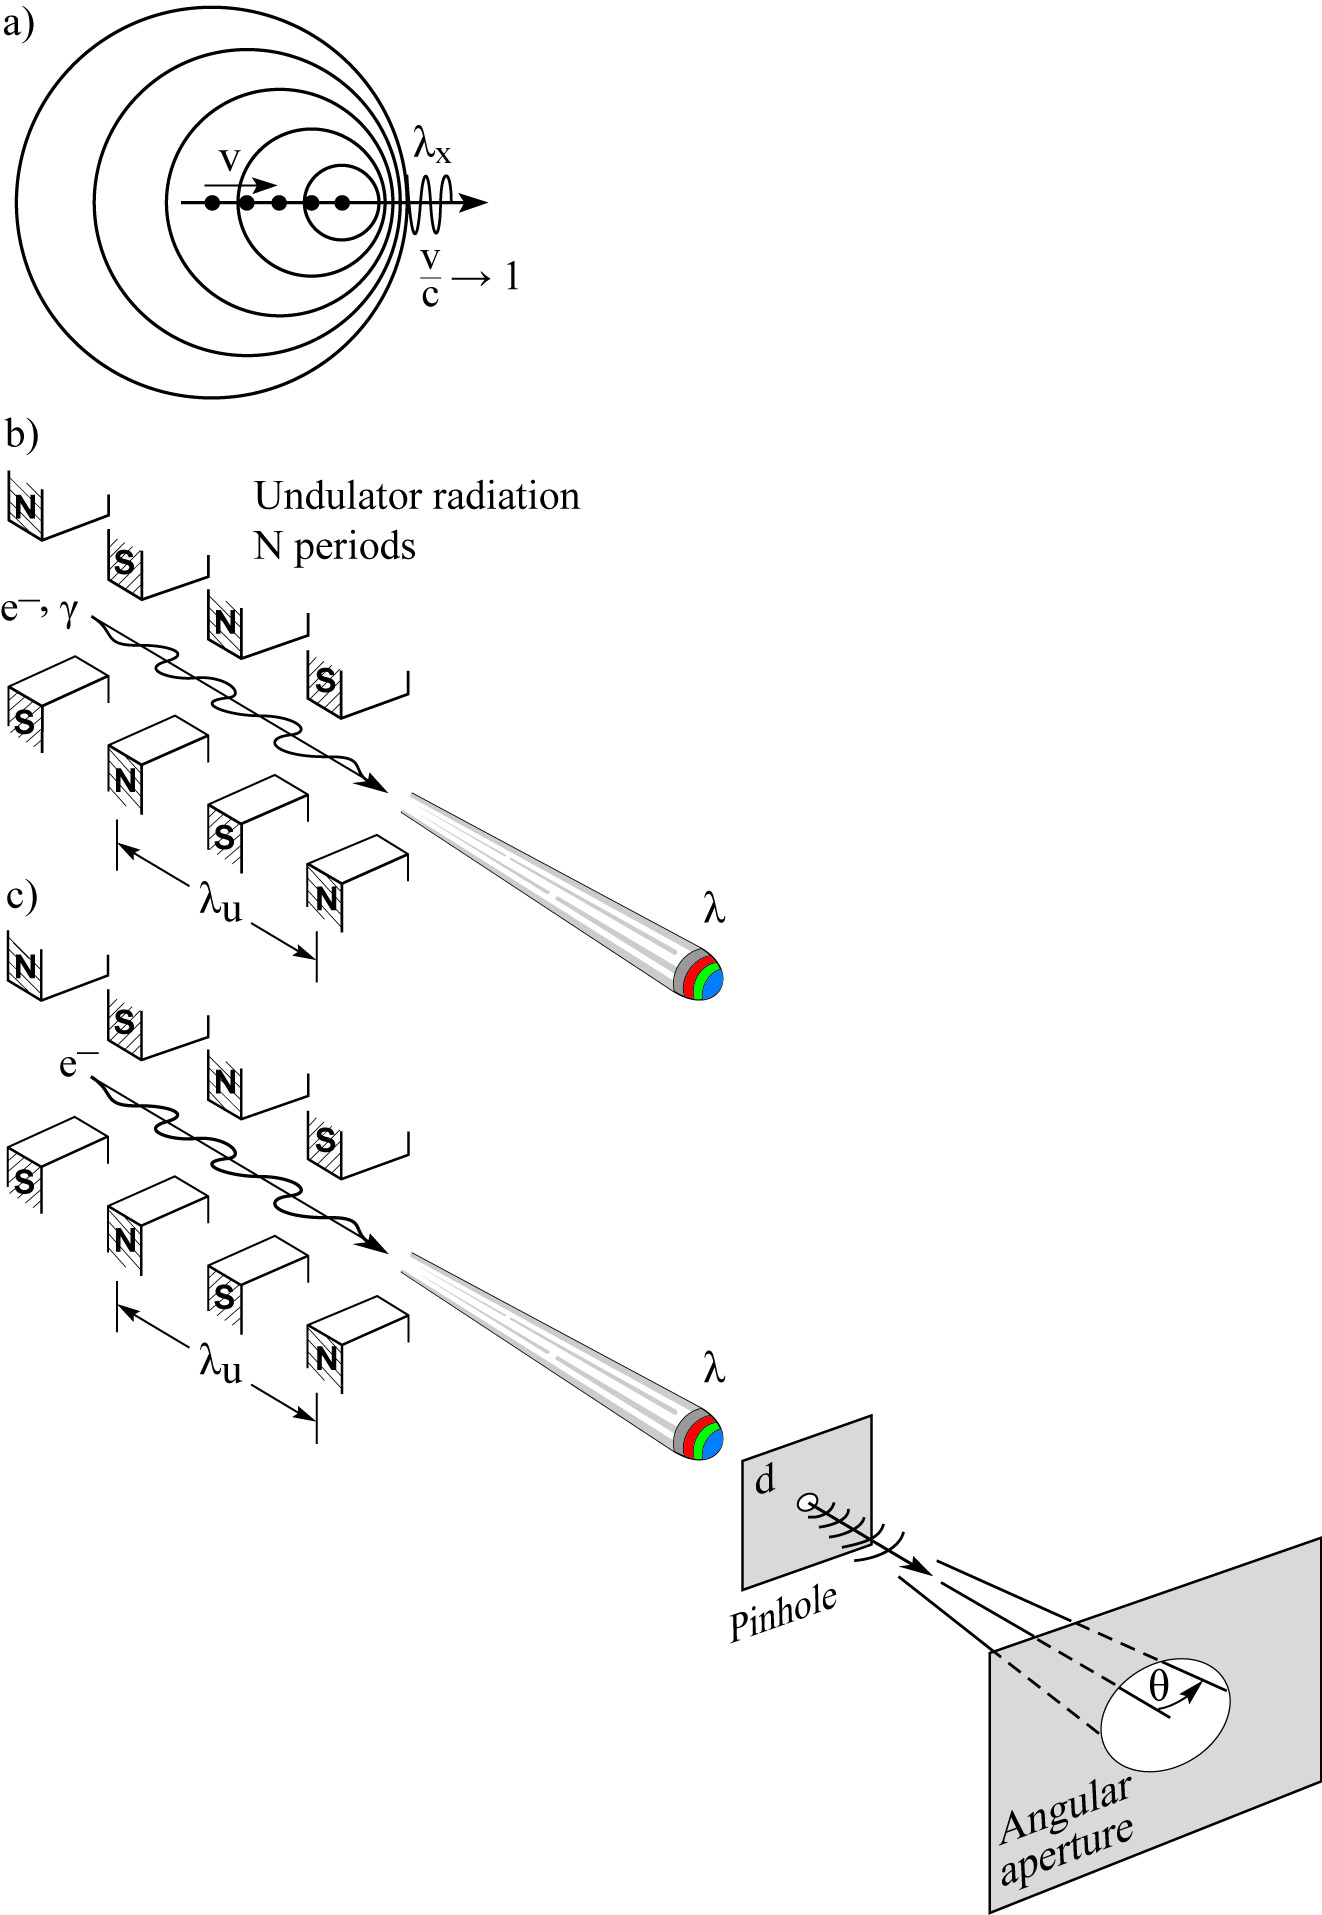 a)
v
λx
v/c → 1
b)
Undulator radiation
N periods
N
S
N
S
e–, γ
S
N
S
N
λu
λ
c)
N
S
N
S
e–
S
N
S
N
λu
λ
d
Pinhole
θ
Angular
aperture